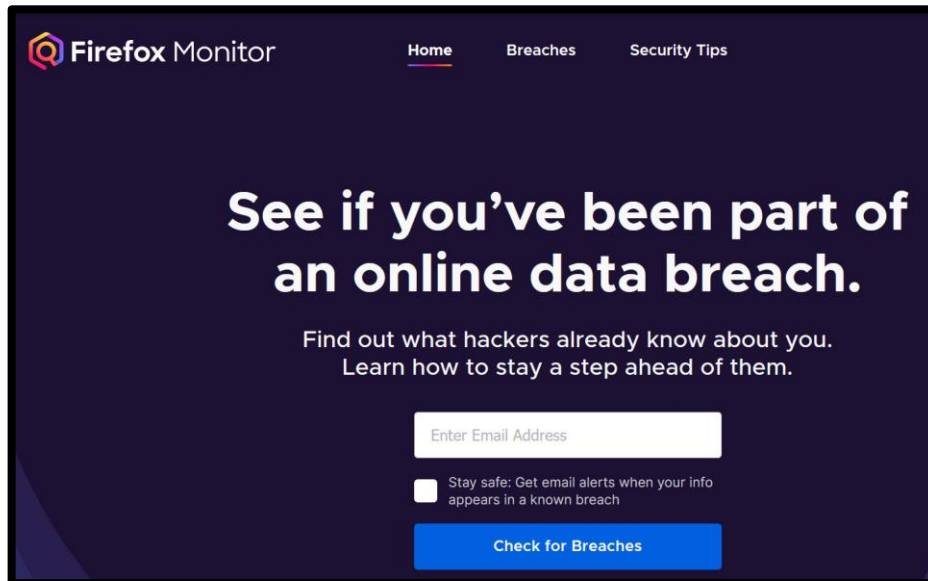 Firefox Monitor
Home Breaches Security Tips
See if you’ve been part of
an online data breach.
Find out what hackers already know about you.
Learn how to stay a step ahead of them.
Enter Email Address
Stay safe: Get email alerts when your info
appears in a known breach
Check for Breaches